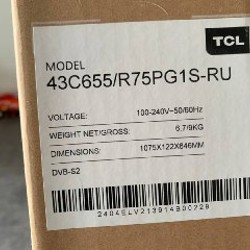 TCL
MODEL
43C655/R75PG1S-RU
VOLTAGE: 100-240V~50/60Hz
WEIGHT NET/GROSS: 6.7/9KG
DIMENSIONS: 1075X122X646MM
DVB-S2
2404ELV213914B00229